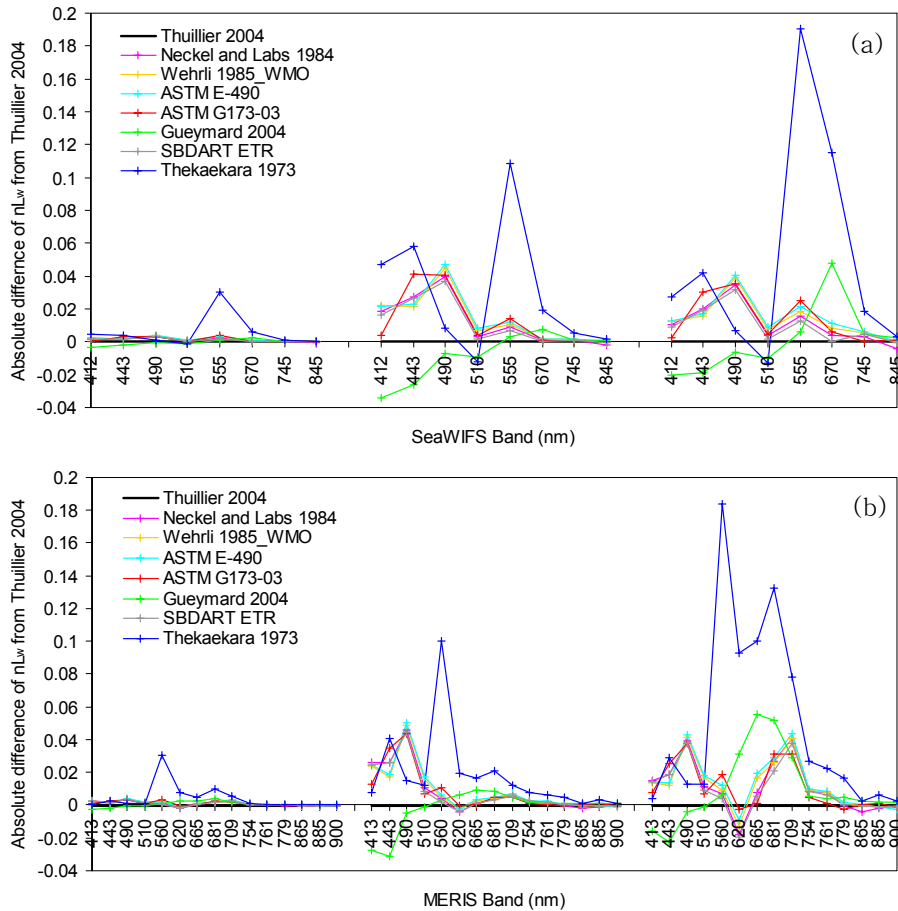 (a)
Absolute difference of nLw from Thuillier 2004
0.2
0.18
0.16
0.14
0.12
0.1
0.08
0.06
0.04
0.02
0
-0.02
-0.04
Thuillier 2004
Neckel and Labs 1984
Wehrli 1985_WMO
ASTM E-490
ASTM G173-03
Gueymard 2004
SBDART ETR
Thekaekara 1973
412 443 490 510 555 670 745 845 412 443 490 510 555 670 745 845 412 443 490 510 555 670 745 845
SeaWIFS Band (nm)
(b)
Absolute difference of nLw from Thuillier 2004
0.2
0.18
0.16
0.14
0.12
0.1
0.08
0.06
0.04
0.02
0
-0.02
-0.04
Thuillier 2004
Neckel and Labs 1984
Wehrli 1985_WMO
ASTM E-490
ASTM G173-03
Gueymard 2004
SBDART ETR
Thekaekara 1973
413 443 490 510 560 620 665 681 709 754 761 779 865 885 900 413 443 490 510 560 620 665 681 709 754 761 779 865 885 900 413 443 490 510 560 620 665 681 709 754 761 779 865 885 900
MERIS Band (nm)